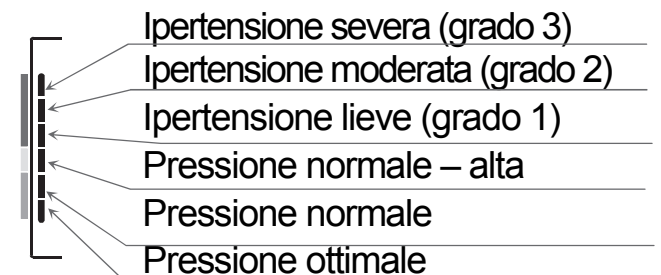 Ipertensione severa (grado 3)
Ipertensione moderata (grado 2)
Ipertensione lieve (grado 1)
Pressione normale – alta
Pressione normale
Pressione ottimale